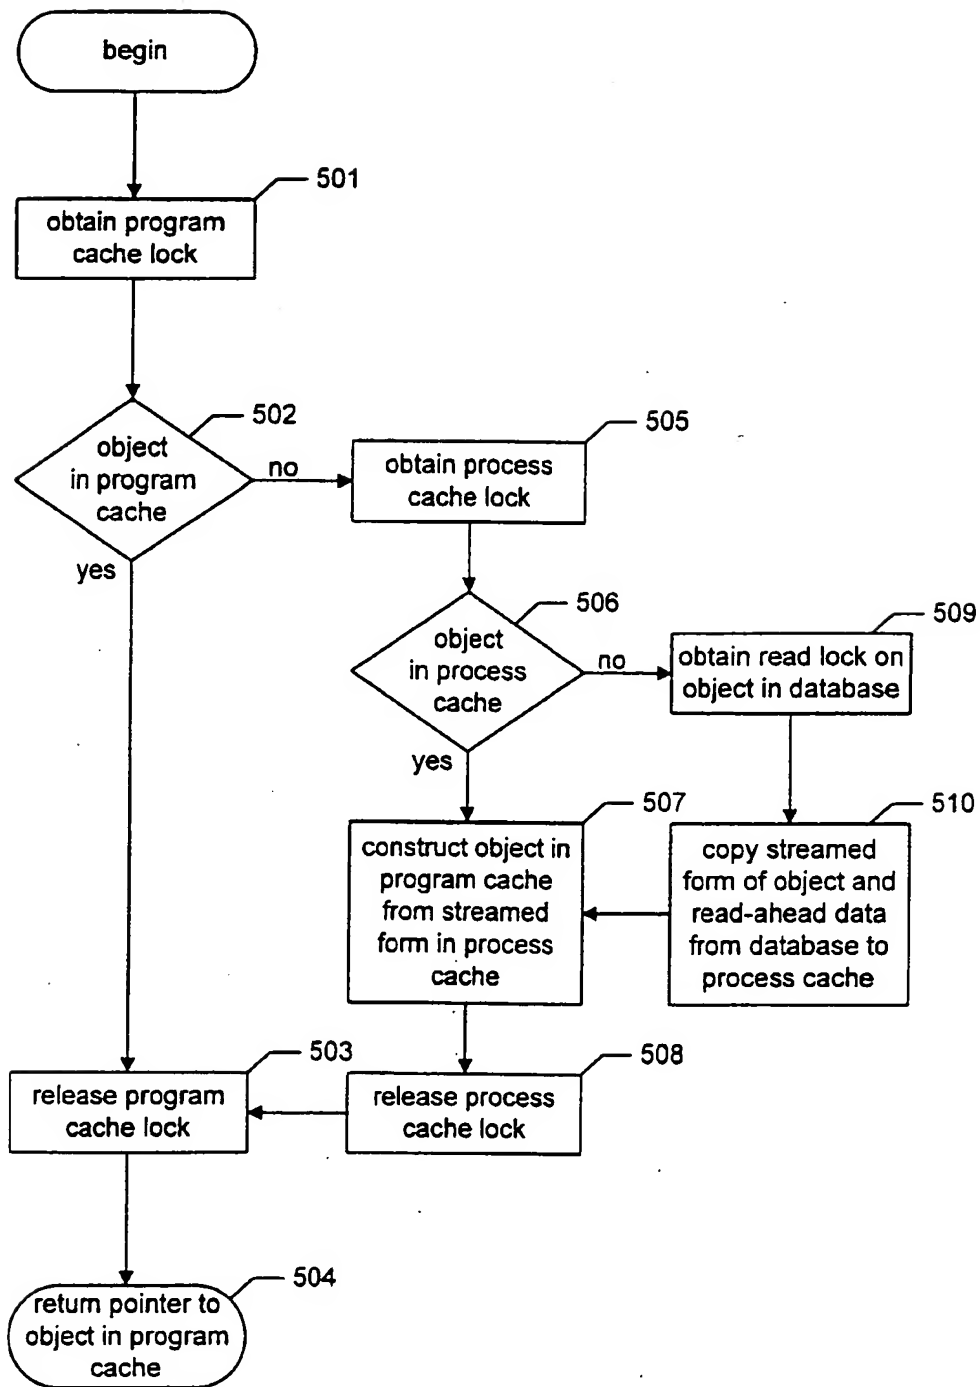 begin
501
obtain program
cache lock
502
object
in program
cache
no
yes
505
obtain process
cache lock
506
object
in process
cache
no
yes
509
obtain read lock on
object in database
507
construct object in
program cache
from streamed
form in process
cache
510
copy streamed
form of object and
read-ahead data
from database to
process cache
503
release program
cache lock
508
release process
cache lock
504
return pointer to
object in program
cache